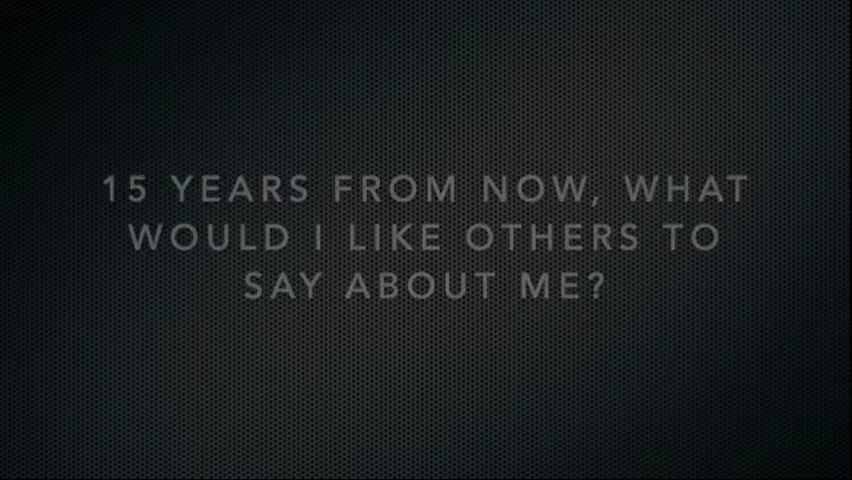 15 YEARS FROM NOW, WHAT
WOULD I LIKE OTHERS TO
SAY ABOUT ME?